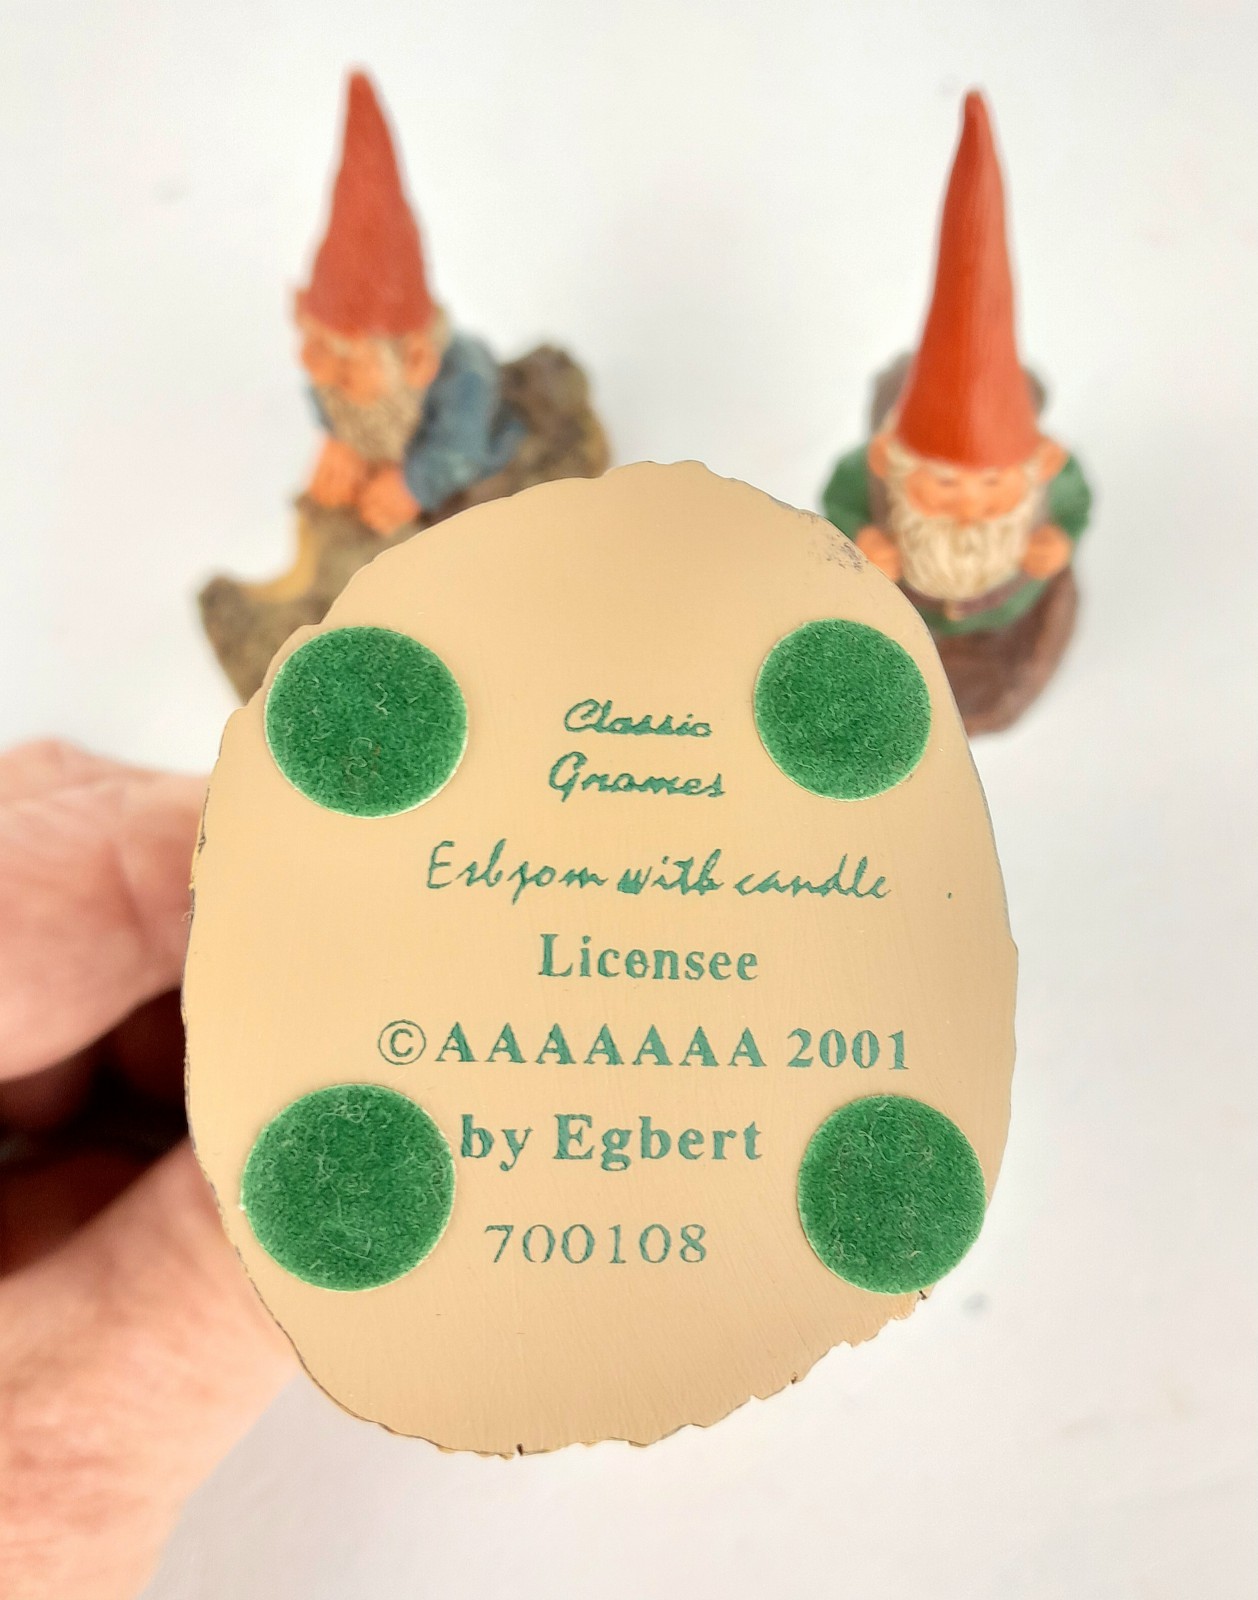 Classic
Gnomes
Esbjorn with candle
Licensee
©AAAAAAA 2001
by Egbert
700108